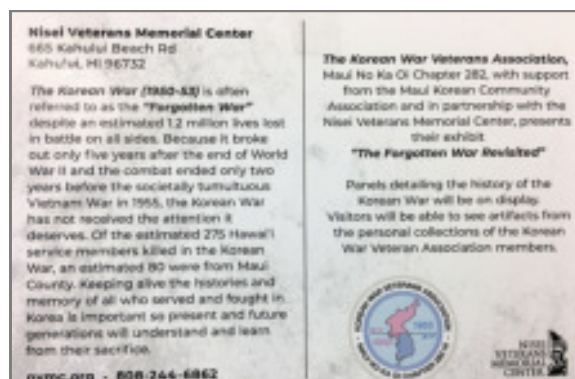 Nisei Veterans Memorial Center
665 Kahului Beach Rd
Kahului, HI 96732
The Korean War (1950-53) is often
referred to as the "Forgotten War"
despite an estimated 1.2 million lives lost
in battle on all sides. Because it broke
out only five years after the end of World
War II and the combat ended only two
years before the societally tumultuous
Vietnam War in 1955, the Korean War
has not received the attention it
deserves. Of the estimated 275 Hawai'i
service members killed in the Korean
War, an estimated 80 were from Maui
County. Keeping alive the histories and
memory of all who served and fought in
Korea is important so present and future
generations will understand and learn
from their sacrifice.
nvmc.org - 808-244-6862
The Korean War Veterans Association,
Maui No Ka Oi Chapter 282, with support
from the Maui Korean Community
Association and in partnership with the
Nisei Veterans Memorial Center, presents
their exhibit
"The Forgotten War Revisited"
Panels detailing the history of the
Korean War will be on display.
Visitors will be able to see artifacts from
the personal collections of the Korean
War Veteran Association members.
KOREAN WAR VETERANS ASSOCIATION
1950
NISEI
VETERANS
MEMORIAL
CENTER